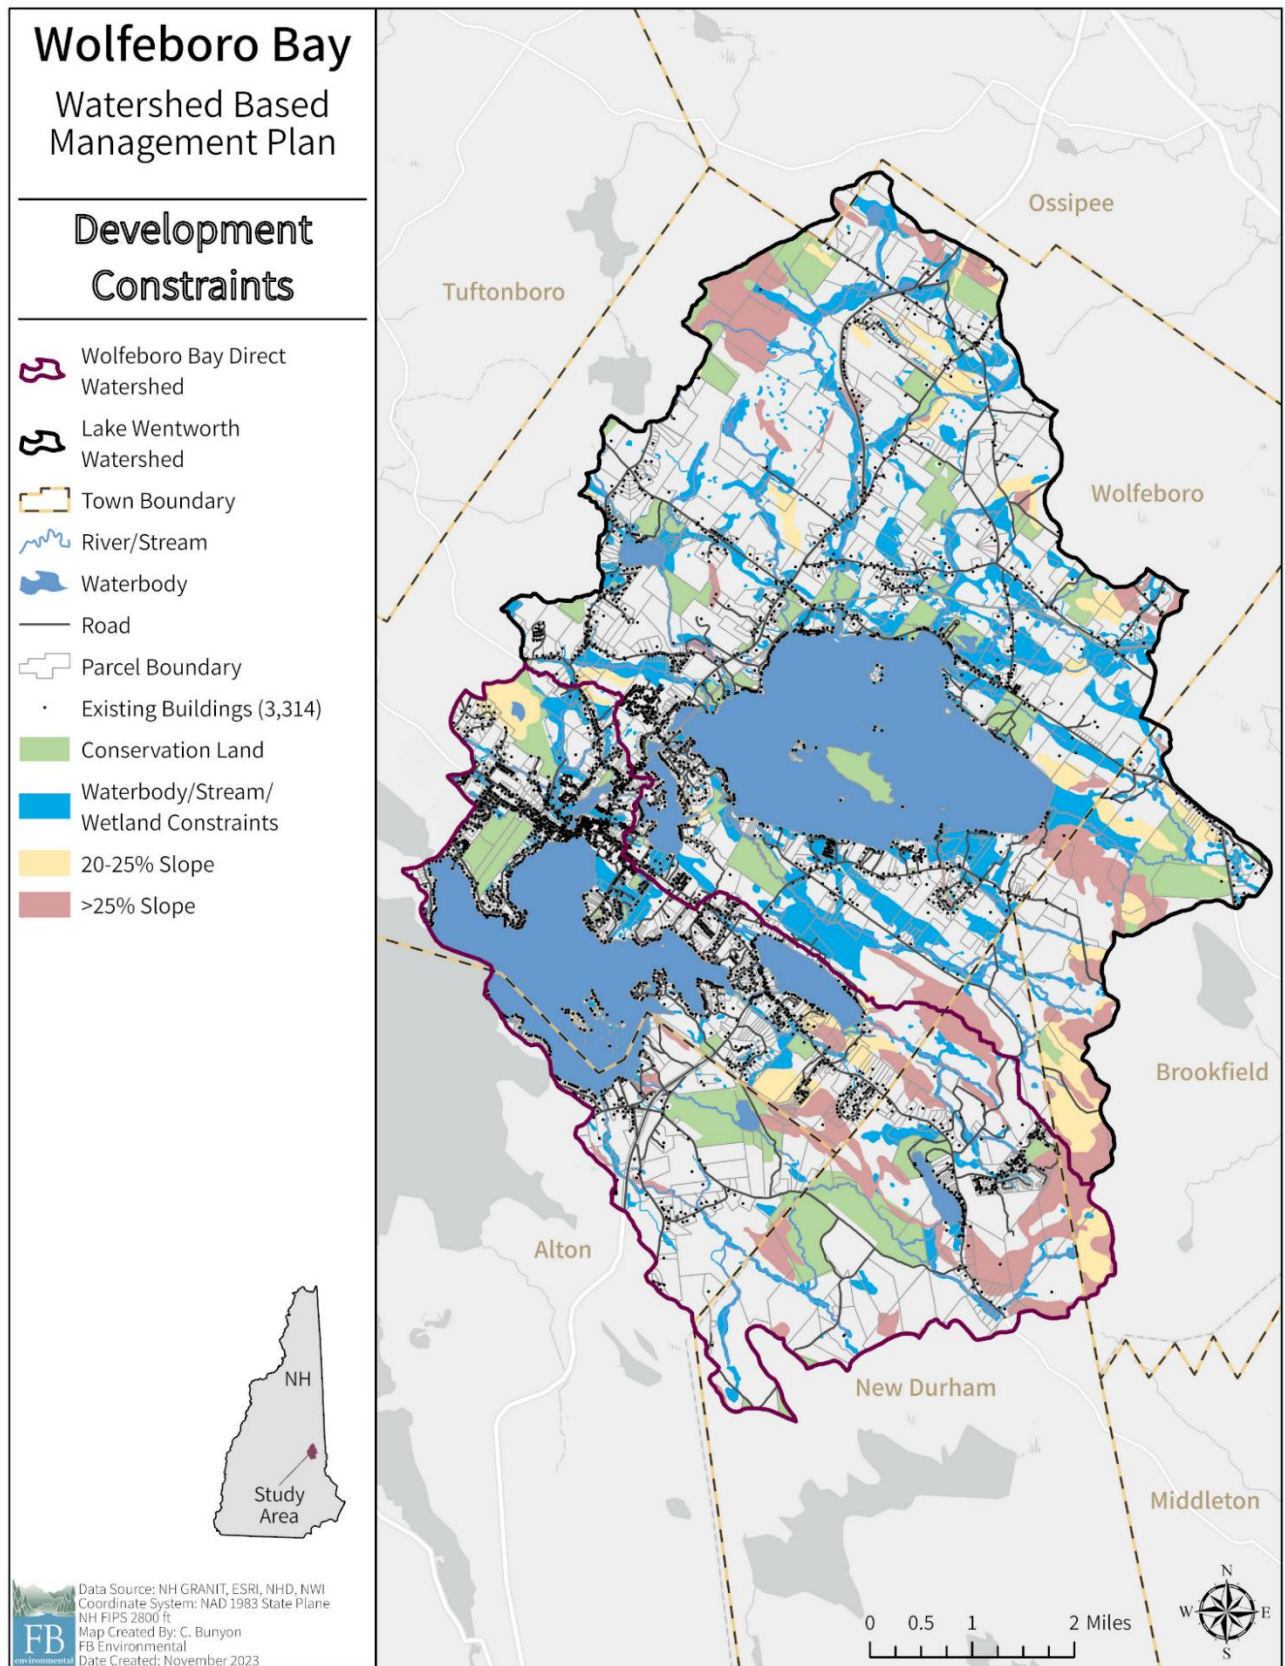 Wolfeboro Bay
Watershed Based
Management Plan
Development
Constraints
Wolfeboro Bay Direct
Watershed
Lake Wentworth
Watershed
Town Boundary
River/Stream
Waterbody
Road
Parcel Boundary
Existing Buildings (3,314)
Conservation Land
Waterbody/Stream/
Wetland Constraints
20-25% Slope
>25% Slope
NH
Study
Area
FB
environmental
Data Source: NH GRANIT, ESRI, NHD, NWI
Coordinate System: NAD 1983 State Plane
NH FIPS 2800 ft
Map Created By: C. Bunyon
FB Environmental
Date Created: November 2023
Ossipee
Tuftonboro
Wolfeboro
Brookfield
Alton
New Durham
Middleton
0 0.5 1 2 Miles
N
W E
S